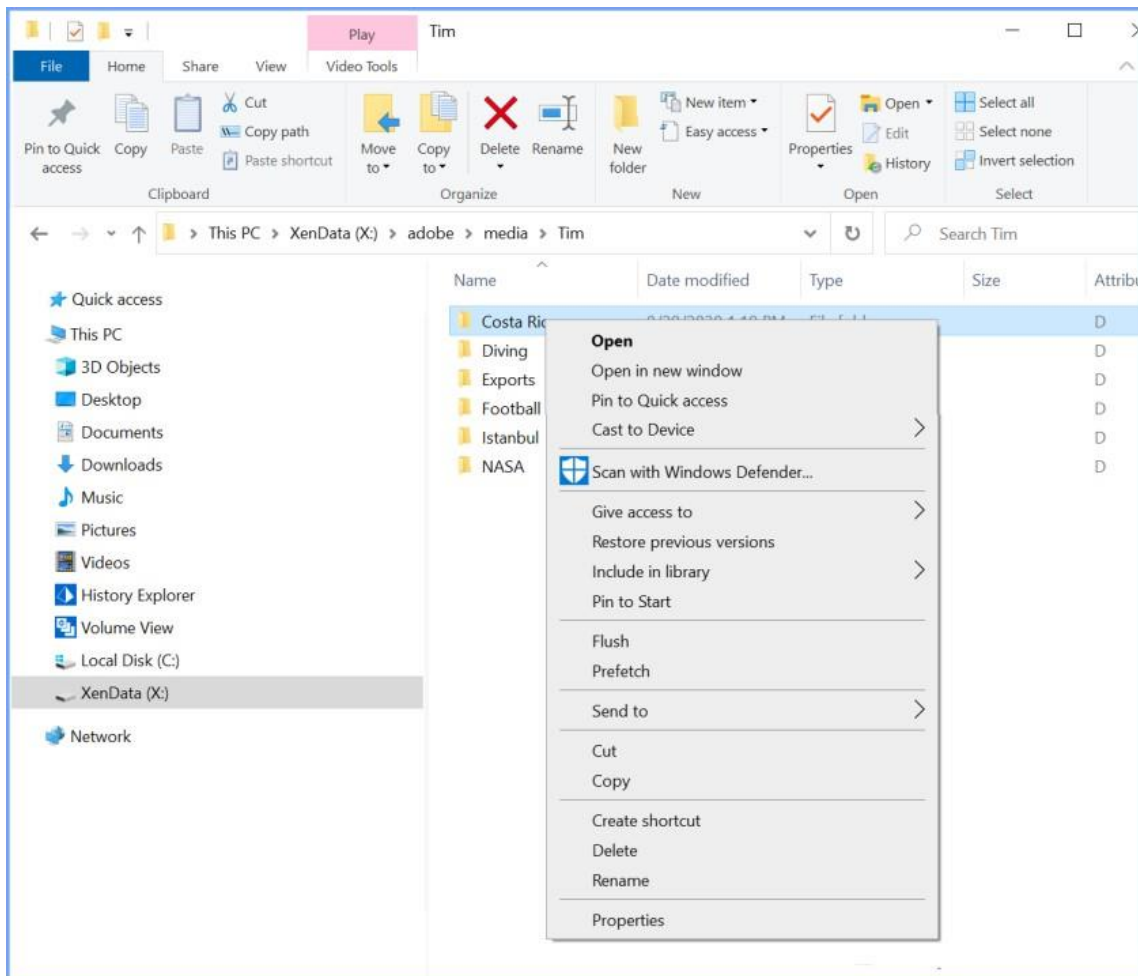 Play Tim
File Home Share View Video Tools
Pin to Quick access
Copy
Paste
Cut
Copy path
Paste shortcut
Clipboard
Move to
Copy to
Delete
Rename
Organize
New folder
New item
Easy access
New
Properties
Open
Edit
History
Open
Select all
Select none
Invert selection
Select
This PC > XenData (X:) > adobe > media > Tim
Search Tim
Quick access
This PC
3D Objects
Desktop
Documents
Downloads
Music
Pictures
Videos
History Explorer
Volume View
Local Disk (C:)
XenData (X:)
Network
Name Date modified Type Size Attribu
Costa Ric D
Diving D
Exports D
Football D
Istanbul D
NASA D
Open
Open in new window
Pin to Quick access
Cast to Device
Scan with Windows Defender...
Give access to
Restore previous versions
Include in library
Pin to Start
Flush
Prefetch
Send to
Cut
Copy
Create shortcut
Delete
Rename
Properties